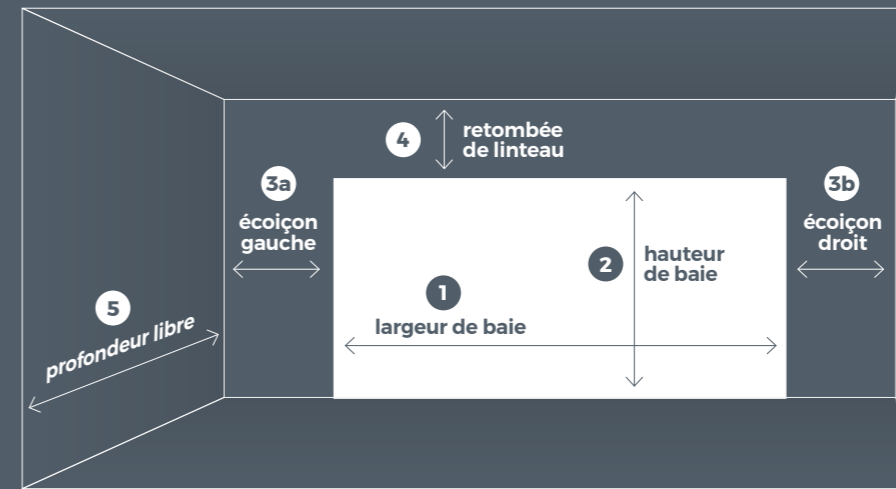 4
retombée
de linteau
3a
écoiçon
gauche
3b
écoiçon
droit
2
hauteur
de baie
1
largeur de baie
5
profondeur libre